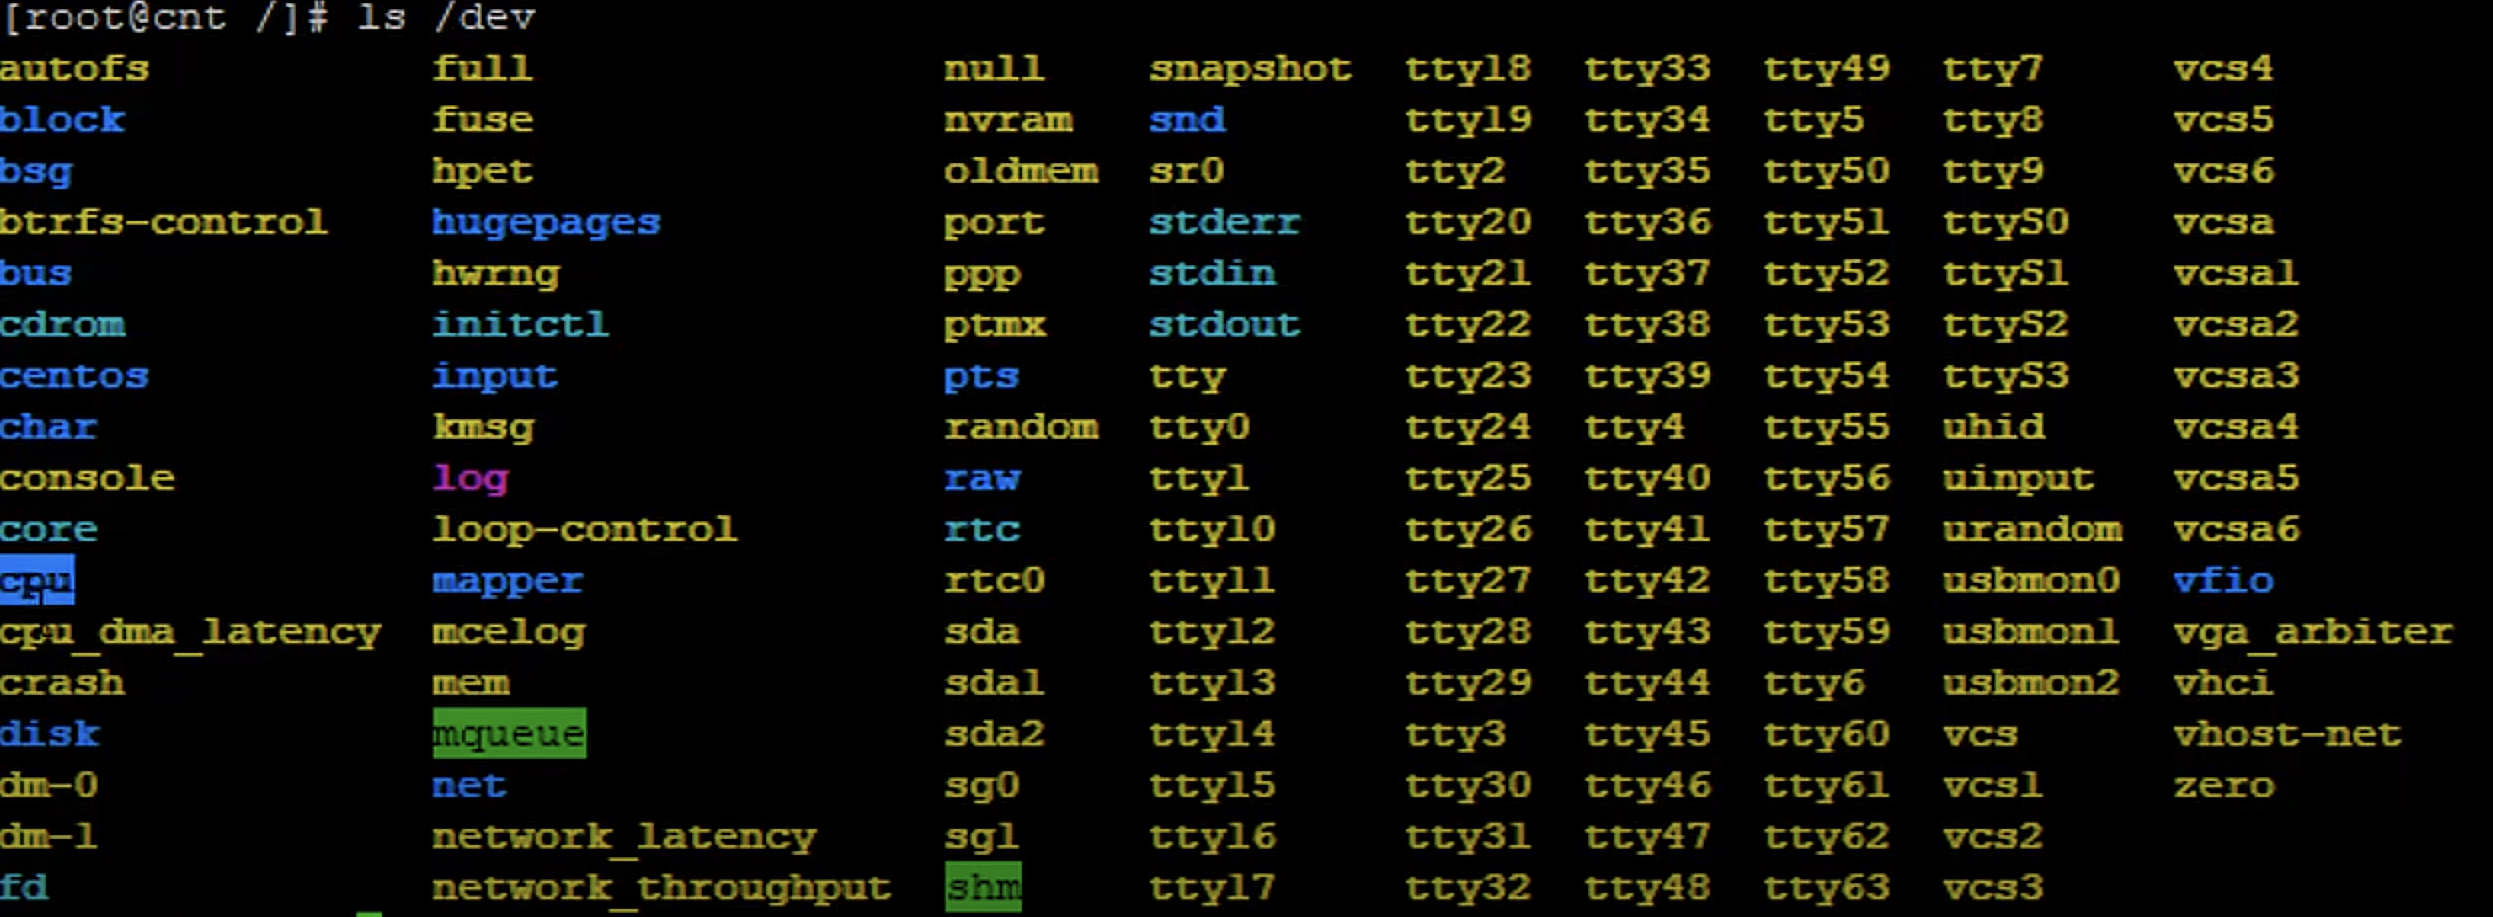 [root@cnt /]# ls /dev
autofs full null snapshot tty18 tty33 tty49 tty7 vcs4
block fuse nvram snd tty19 tty34 tty5 tty8 vcs5
bsg hpet oldmem sr0 tty2 tty35 tty50 tty9 vcs6
btrfs-control hugepages port stderr tty20 tty36 tty51 ttyS0 vcsa
bus hwrng ppp stdin tty21 tty37 tty52 ttyS1 vcsa1
cdrom initctl ptmx stdout tty22 tty38 tty53 ttyS2 vcsa2
centos input pts tty tty23 tty39 tty54 ttyS3 vcsa3
char kmsg random tty0 tty24 tty4 tty55 uhid vcsa4
console log raw tty1 tty25 tty40 tty56 uinput vcsa5
core loop-control rtc tty10 tty26 tty41 tty57 urandom vcsa6
cpu mapper rtc0 tty11 tty27 tty42 tty58 usbmon0 vfio
cpu_dma_latency mcelog sda tty12 tty28 tty43 tty59 usbmon1 vga_arbiter
crash mem sda1 tty13 tty29 tty44 tty6 usbmon2 vhci
disk mqueue sda2 tty14 tty3 tty45 tty60 vcs vhost-net
dm-0 net sg0 tty15 tty30 tty46 tty61 vcs1 zero
dm-1 network_latency sg1 tty16 tty31 tty47 tty62 vcs2
fd network_throughput shm tty17 tty32 tty48 tty63 vcs3